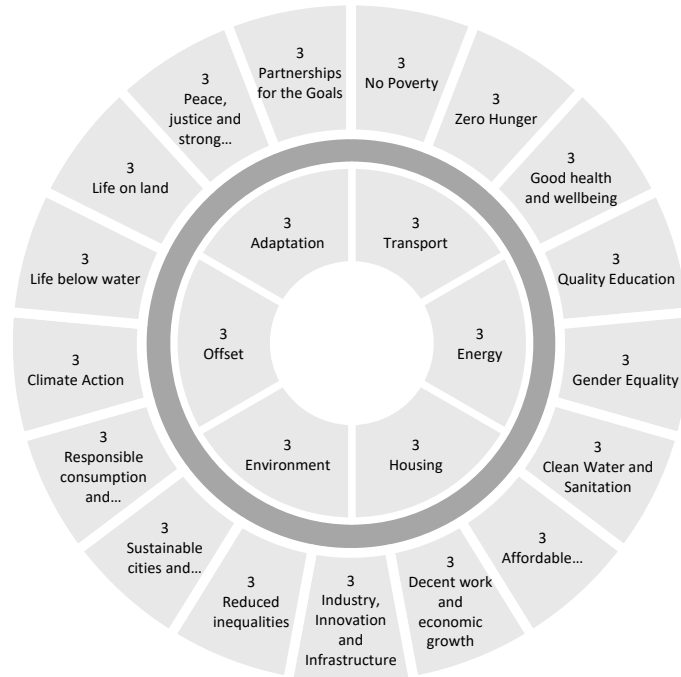 3
Partnerships
for the Goals
3
No Poverty
3
Zero Hunger
3
Good health
and wellbeing
3
Quality Education
3
Gender Equality
3
Clean Water and
Sanitation
3
Affordable...
3
Decent work
and
economic
growth
3
Industry,
Innovation
and
Infrastructure
3
Reduced
inequalities
3
Sustainable
cities and...
3
Responsible
consumption
and...
3
Climate Action
3
Life below water
3
Life on land
3
Peace,
justice and
strong...
3
Adaptation
3
Transport
3
Energy
3
Housing
3
Environment
3
Offset